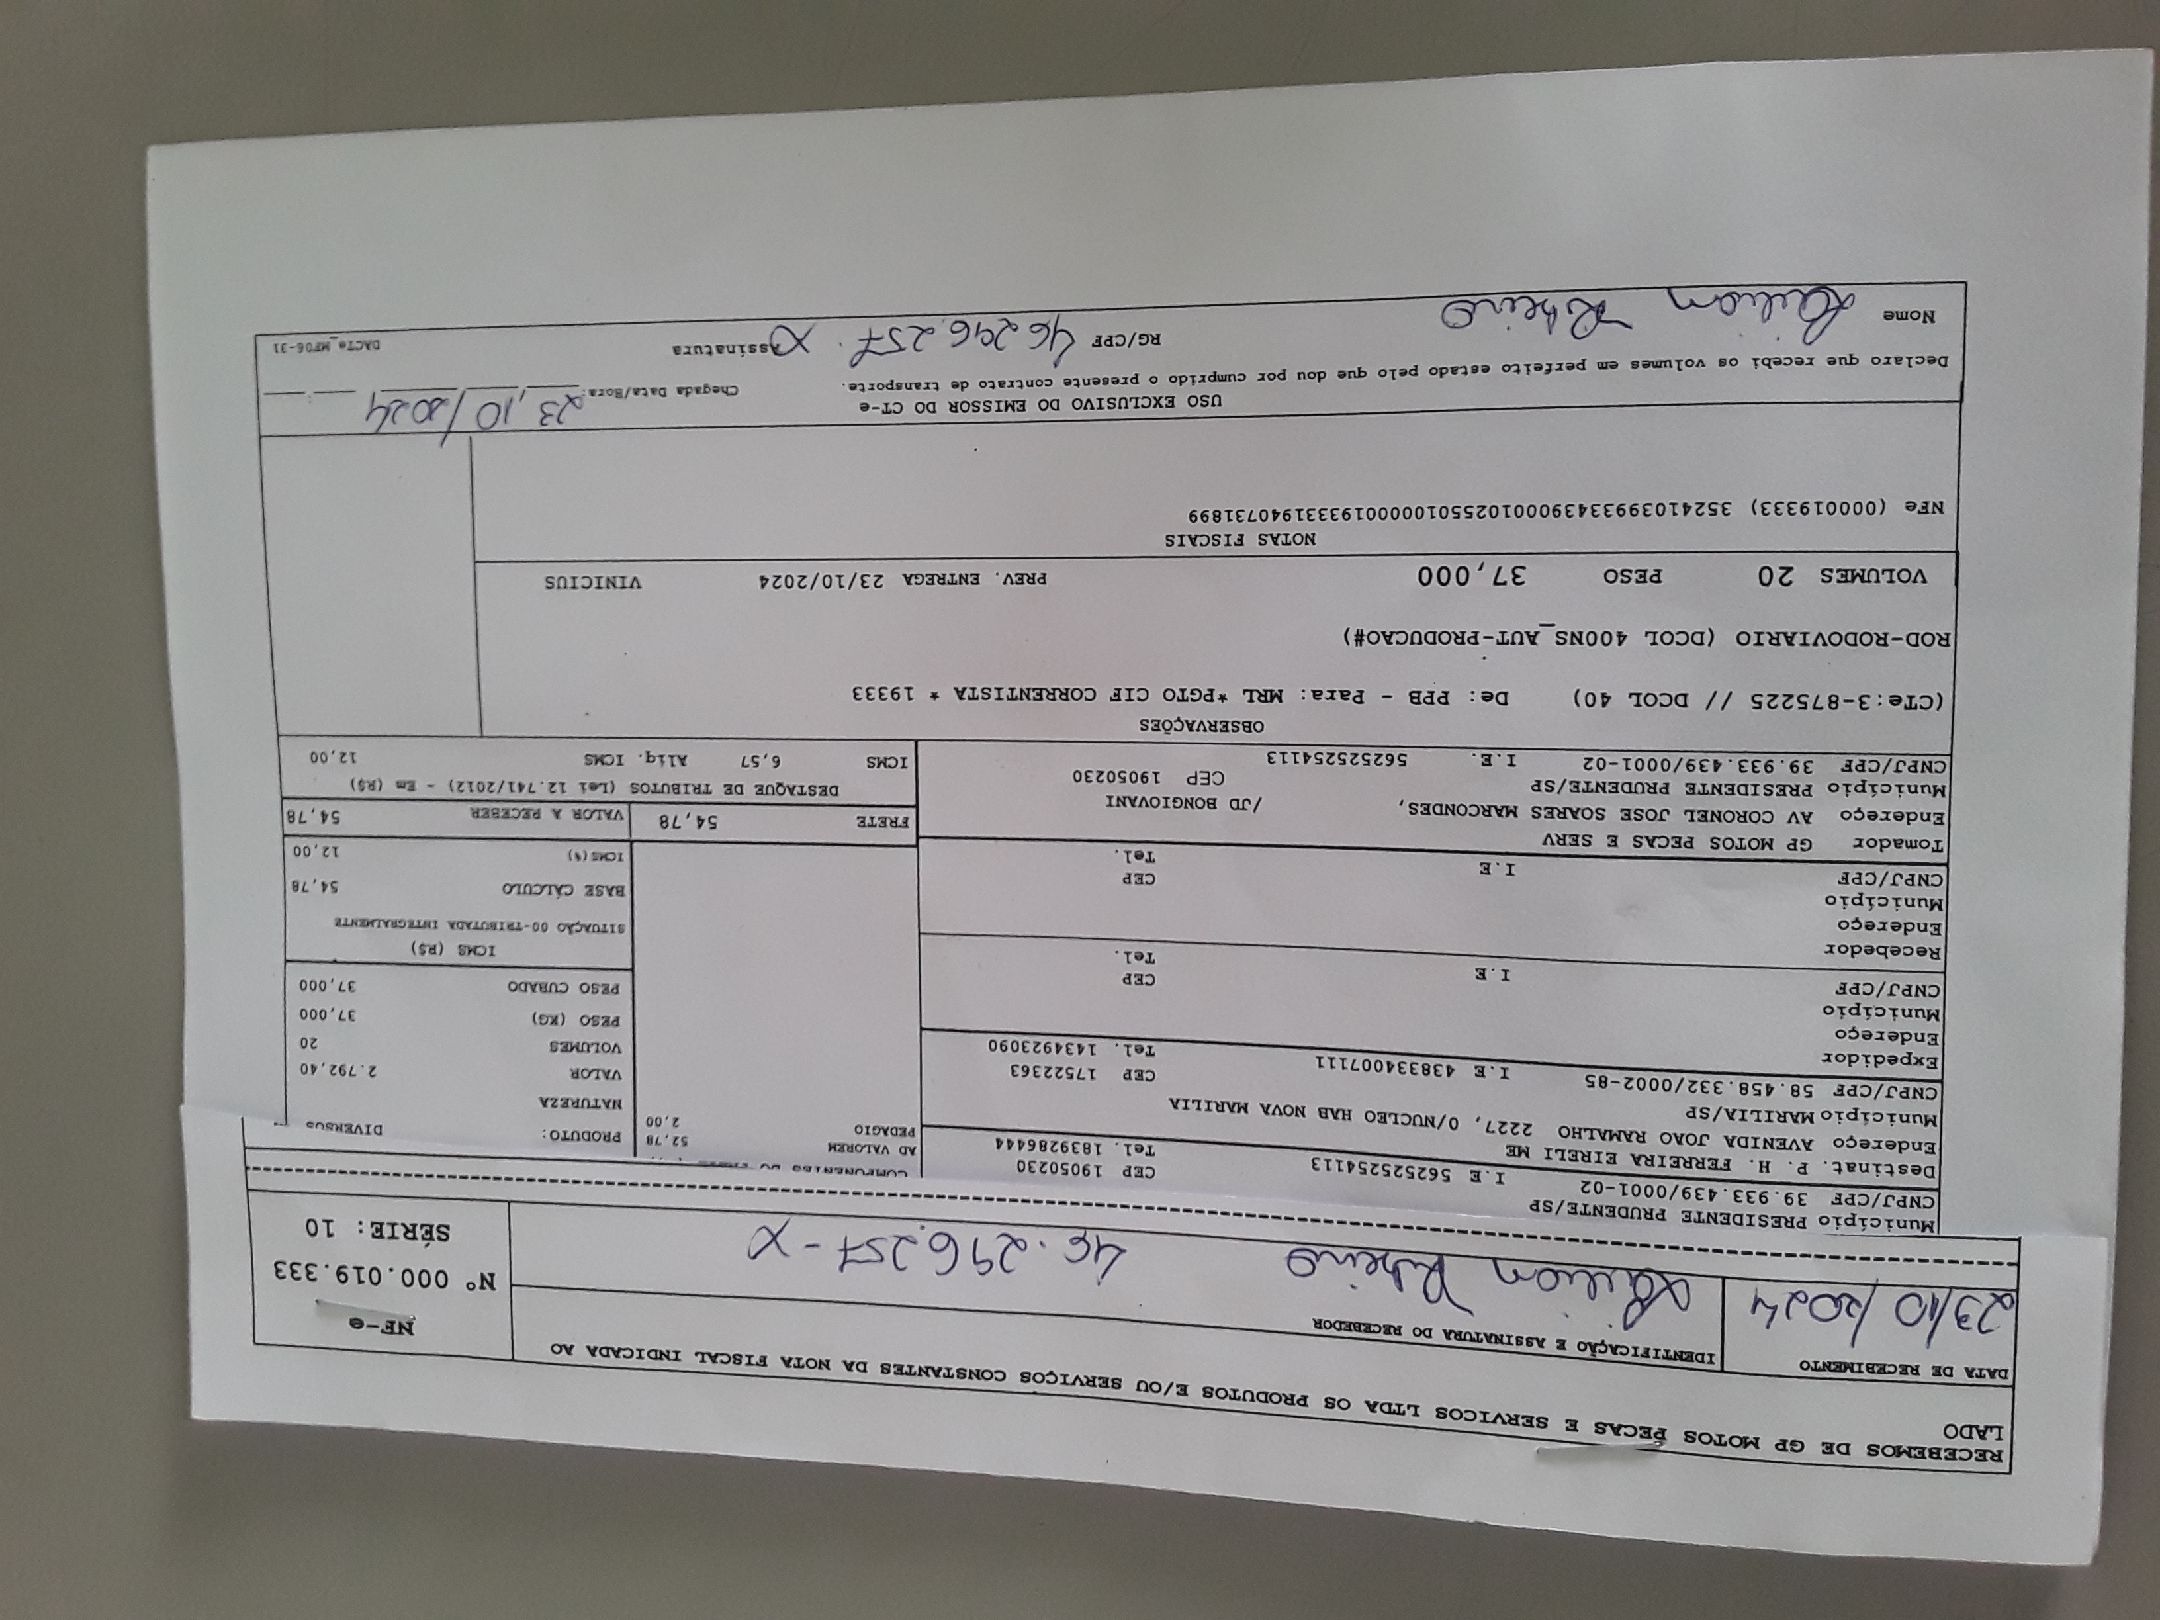 RECEBEMOS DE GP MOTOS PECAS E SERVICOS LTDA OS PRODUTOS E/OU SERVIÇOS CONSTANTES DA NOTA FISCAL INDICADA AO
LADO
DATA DE RECEBIMENTO
23/10/2024
IDENTIFICAÇÃO E ASSINATURA DO RECEBEDOR
Ribeiro 46.296.257-X
NF-e
Nº 000.019.333
SÉRIE: 10
Município PRESIDENTE PRUDENTE/SP CEP 19050230
CNPJ/CPF 39.933.439/0001-02 I.E 562525254113 Tel. 1839286444
Destinat. P. H. FERREIRA EIRELI ME
Endereço AVENIDA JOAO RAMALHO 2227, 0/NUCLEO HAB NOVA MARILIA
Município MARILIA/SP CEP 17522363
CNPJ/CPF 58.458.332/0002-85 I.E 438334007111 Tel. 1434923090
Expedidor
Endereço
Município CEP
CNPJ/CPF I.E Tel.
Recebedor
Endereço
Município CEP
CNPJ/CPF I.E Tel.
Tomador GP MOTOS PECAS E SERV
Endereço AV CORONEL JOSE SOARES MARCONDES, /JD BONGIOVANI
Município PRESIDENTE PRUDENTE/SP CEP 19050230
CNPJ/CPF 39.933.439/0001-02 I.E. 562525254113
COMPONENTES DO
AD VALOREM 52,78
PEDAGIO 2,00
PRODUTO: DIVERSOS
NATUREZA
VALOR 2.792,40
VOLUMES 20
PESO (KG) 37,000
PESO CUBADO 37,000
ICMS (R$)
SITUAÇÃO 00-TRIBUTADA INTEGRALMENTE
BASE CÁLCULO 54,78
ICMS(%) 12,00
FRETE 54,78 VALOR A RECEBER 54,78
DESTAQUE DE TRIBUTOS (Lei 12.741/2012) - Em (R$)
ICMS 6,57 Aliq. ICMS 12,00
OBSERVAÇÕES
(CTe:3-875225 // DCOL 40) De: PPB - Para: MRL *PGTO CIF CORRENTISTA * 19333
ROD-RODOVIARIO (DCOL 400NS_AUT-PRODUCAO#)
VOLUMES 20 PESO 37,000 PREV. ENTREGA 23/10/2024 VINICIUS
NOTAS FISCAIS
NFe (000019333) 35241039933439000102550100000193331940731899
USO EXCLUSIVO DO EMISSOR DO CT-e
Declaro que recebi os volumes em perfeito estado pelo que dou por cumprido o presente contrato de transporte. Chegada Data/Hora: 23/10/2024
Nome Ribeiro RG/CPF 46.296.257-X Assinatura DACTe_MF06-31